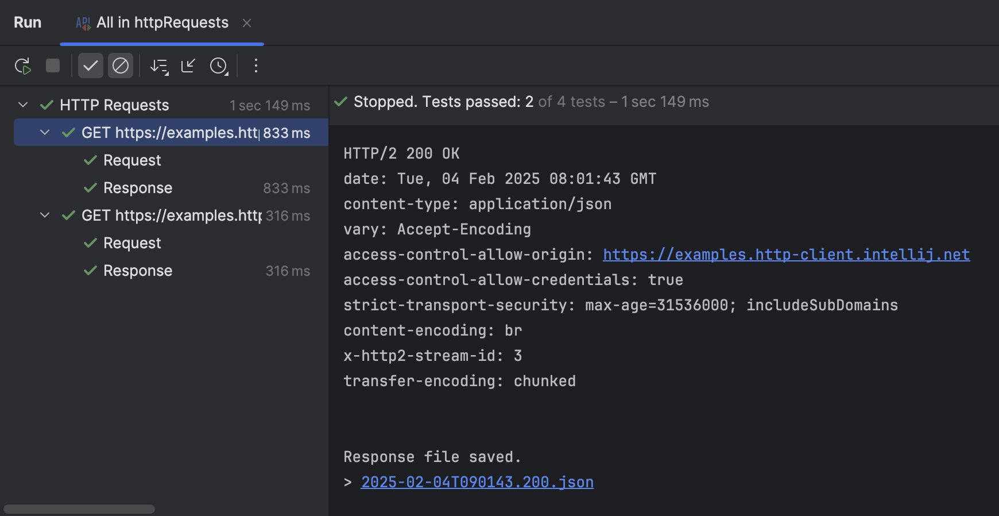 Run
API All in httpRequests
HTTP Requests 1 sec 149 ms
GET https://examples.htt 833 ms
Request
Response 833 ms
GET https://examples.http 316 ms
Request
Response 316 ms
Stopped. Tests passed: 2 of 4 tests – 1 sec 149 ms
HTTP/2 200 OK
date: Tue, 04 Feb 2025 08:01:43 GMT
content-type: application/json
vary: Accept-Encoding
access-control-allow-origin: https://examples.http-client.intellij.net
access-control-allow-credentials: true
strict-transport-security: max-age=31536000; includeSubDomains
content-encoding: br
x-http2-stream-id: 3
transfer-encoding: chunked
Response file saved.
> 2025-02-04T090143.200.json